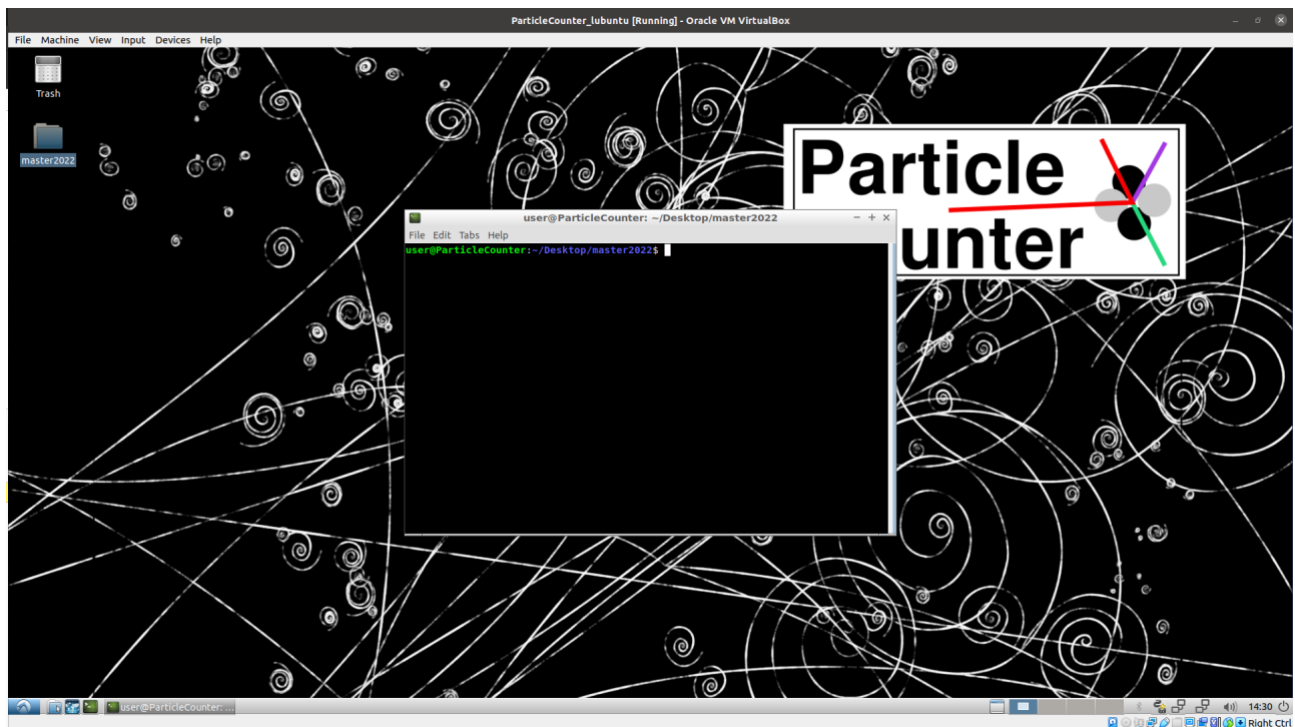 ParticleCounter_lubuntu [Running] - Oracle VM VirtualBox
File Machine View Input Devices Help
Trash
master2022
Particle
unter
user@ParticleCounter: ~/Desktop/master2022
File Edit Tabs Help
user@ParticleCounter:~/Desktop/master2022$
user@ParticleCounter: ...
14:30
Right Ctrl